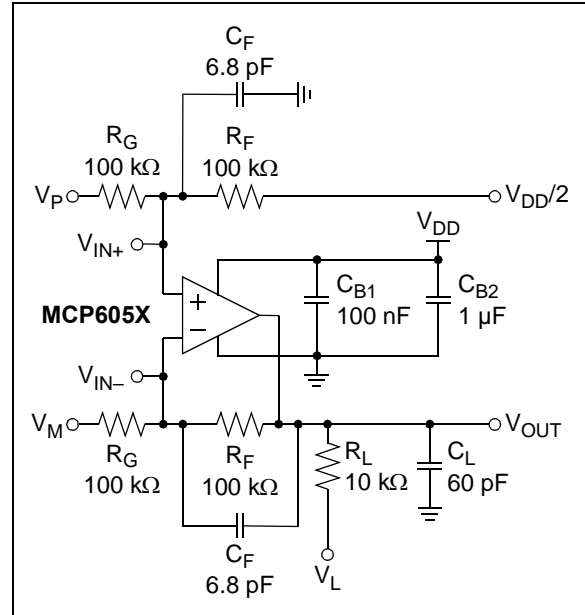 C_F
6.8 pF
R_G
100 kΩ
R_F
100 kΩ
V_P
V_DD/2
V_IN+
V_DD
MCP605X
+
–
C_B1
100 nF
C_B2
1 µF
V_IN–
V_M
V_OUT
R_G
100 kΩ
R_F
100 kΩ
R_L
10 kΩ
C_L
60 pF
C_F
6.8 pF
V_L